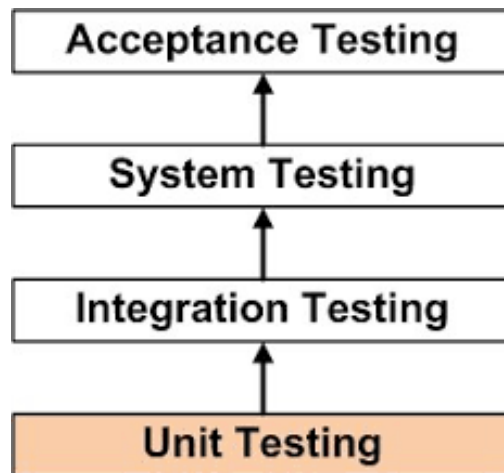 Acceptance Testing
System Testing
Integration Testing
Unit Testing